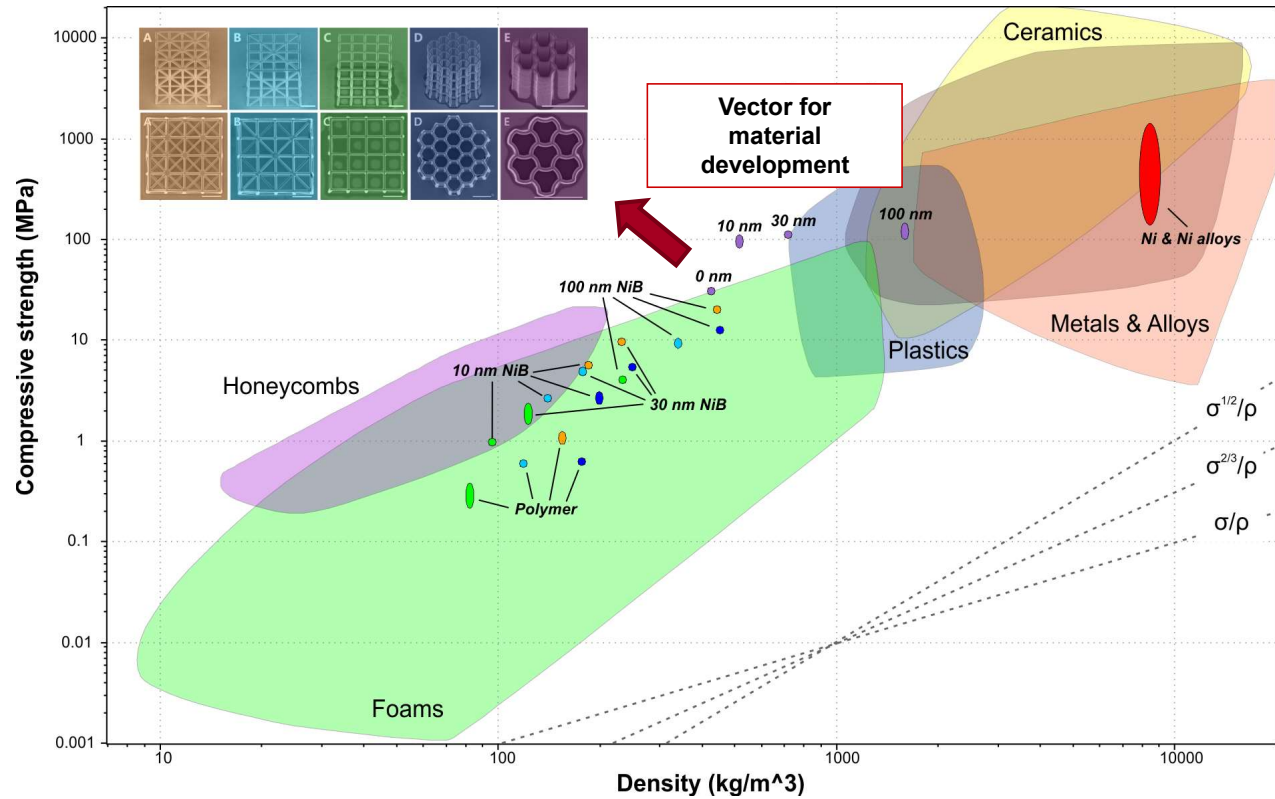 A B C D E
A B C D E
Vector for
material
development
Ceramics
Ni & Ni alloys
10 nm 30 nm 100 nm
0 nm
100 nm NiB
10 nm NiB
30 nm NiB
Polymer
Honeycombs
Foams
Plastics
Metals & Alloys
σ^1/2/ρ
σ^2/3/ρ
σ/ρ
Compressive strength (MPa)
10000
1000
100
10
1
0.1
0.01
0.001
10 100 1000 10000
Density (kg/m^3)